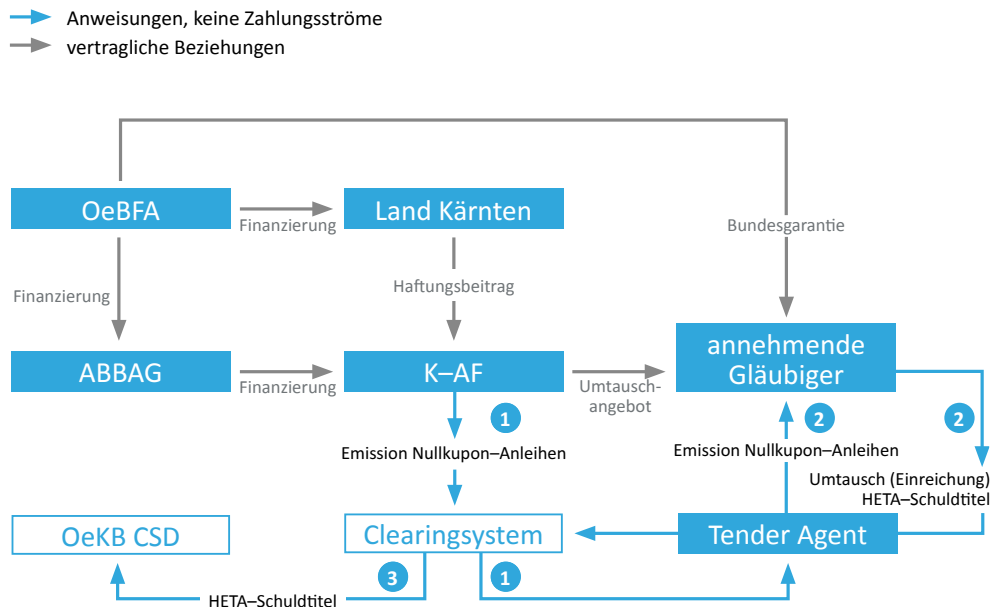 Anweisungen, keine Zahlungsströme
vertragliche Beziehungen
OeBFA
Finanzierung
Land Kärnten
Bundesgarantie
Finanzierung
Haftungsbeitrag
ABBAG
Finanzierung
K–AF
Umtausch-
angebot
annehmende
Gläubiger
1
2
2
Emission Nullkupon–Anleihen
Emission Nullkupon–Anleihen
Umtausch (Einreichung)
HETA–Schuldtitel
OeKB CSD
Clearingsystem
Tender Agent
3
1
HETA–Schuldtitel